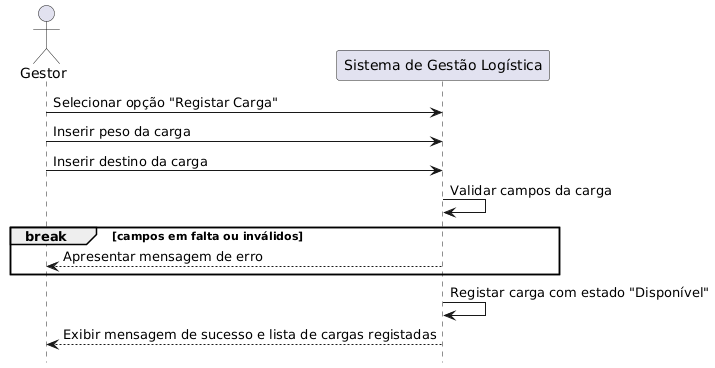 Gestor
Sistema de Gestão Logística
Selecionar opção "Registar Carga"
Inserir peso da carga
Inserir destino da carga
Validar campos da carga
break [campos em falta ou inválidos]
Apresentar mensagem de erro
Registar carga com estado "Disponível"
Exibir mensagem de sucesso e lista de cargas registadas